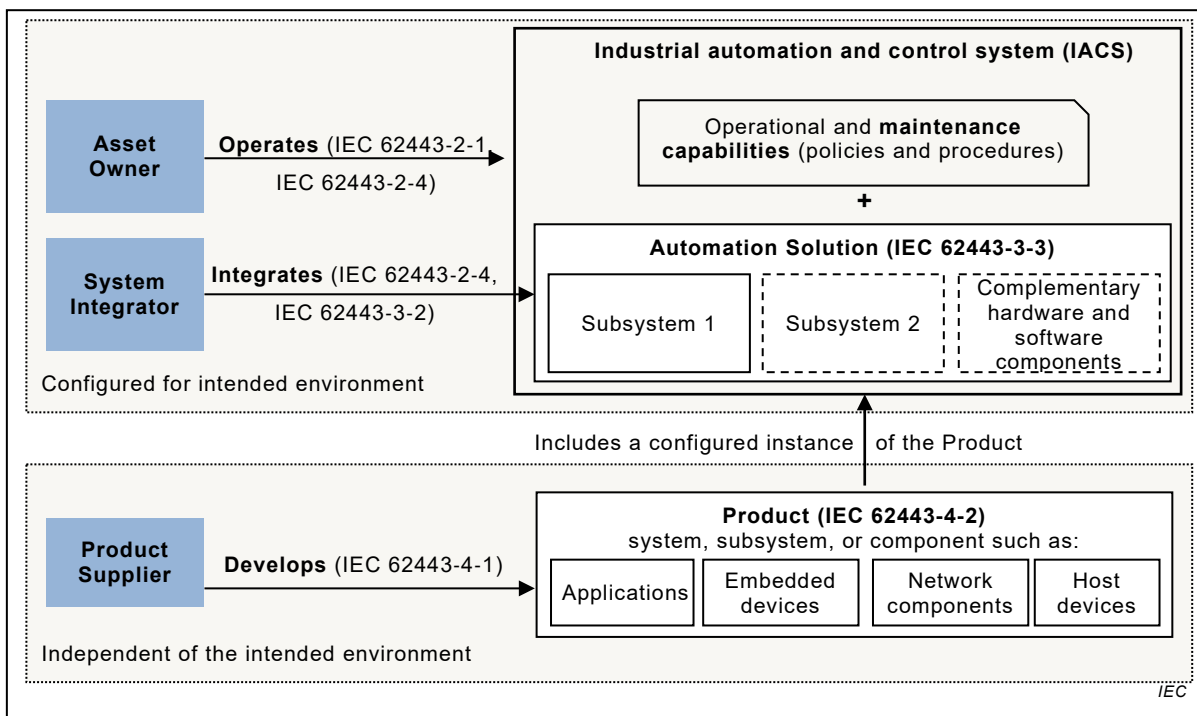 Industrial automation and control system (IACS)
Asset
Owner
Operates (IEC 62443-2-1,
IEC 62443-2-4)
Operational and maintenance
capabilities (policies and procedures)
+
System
Integrator
Integrates (IEC 62443-2-4,
IEC 62443-3-2)
Automation Solution (IEC 62443-3-3)
Subsystem 1
Subsystem 2
Complementary
hardware and
software
components
Configured for intended environment
Includes a configured instance of the Product
Product
Supplier
Develops (IEC 62443-4-1)
Product (IEC 62443-4-2)
system, subsystem, or component such as:
Applications
Embedded
devices
Network
components
Host
devices
Independent of the intended environment
IEC